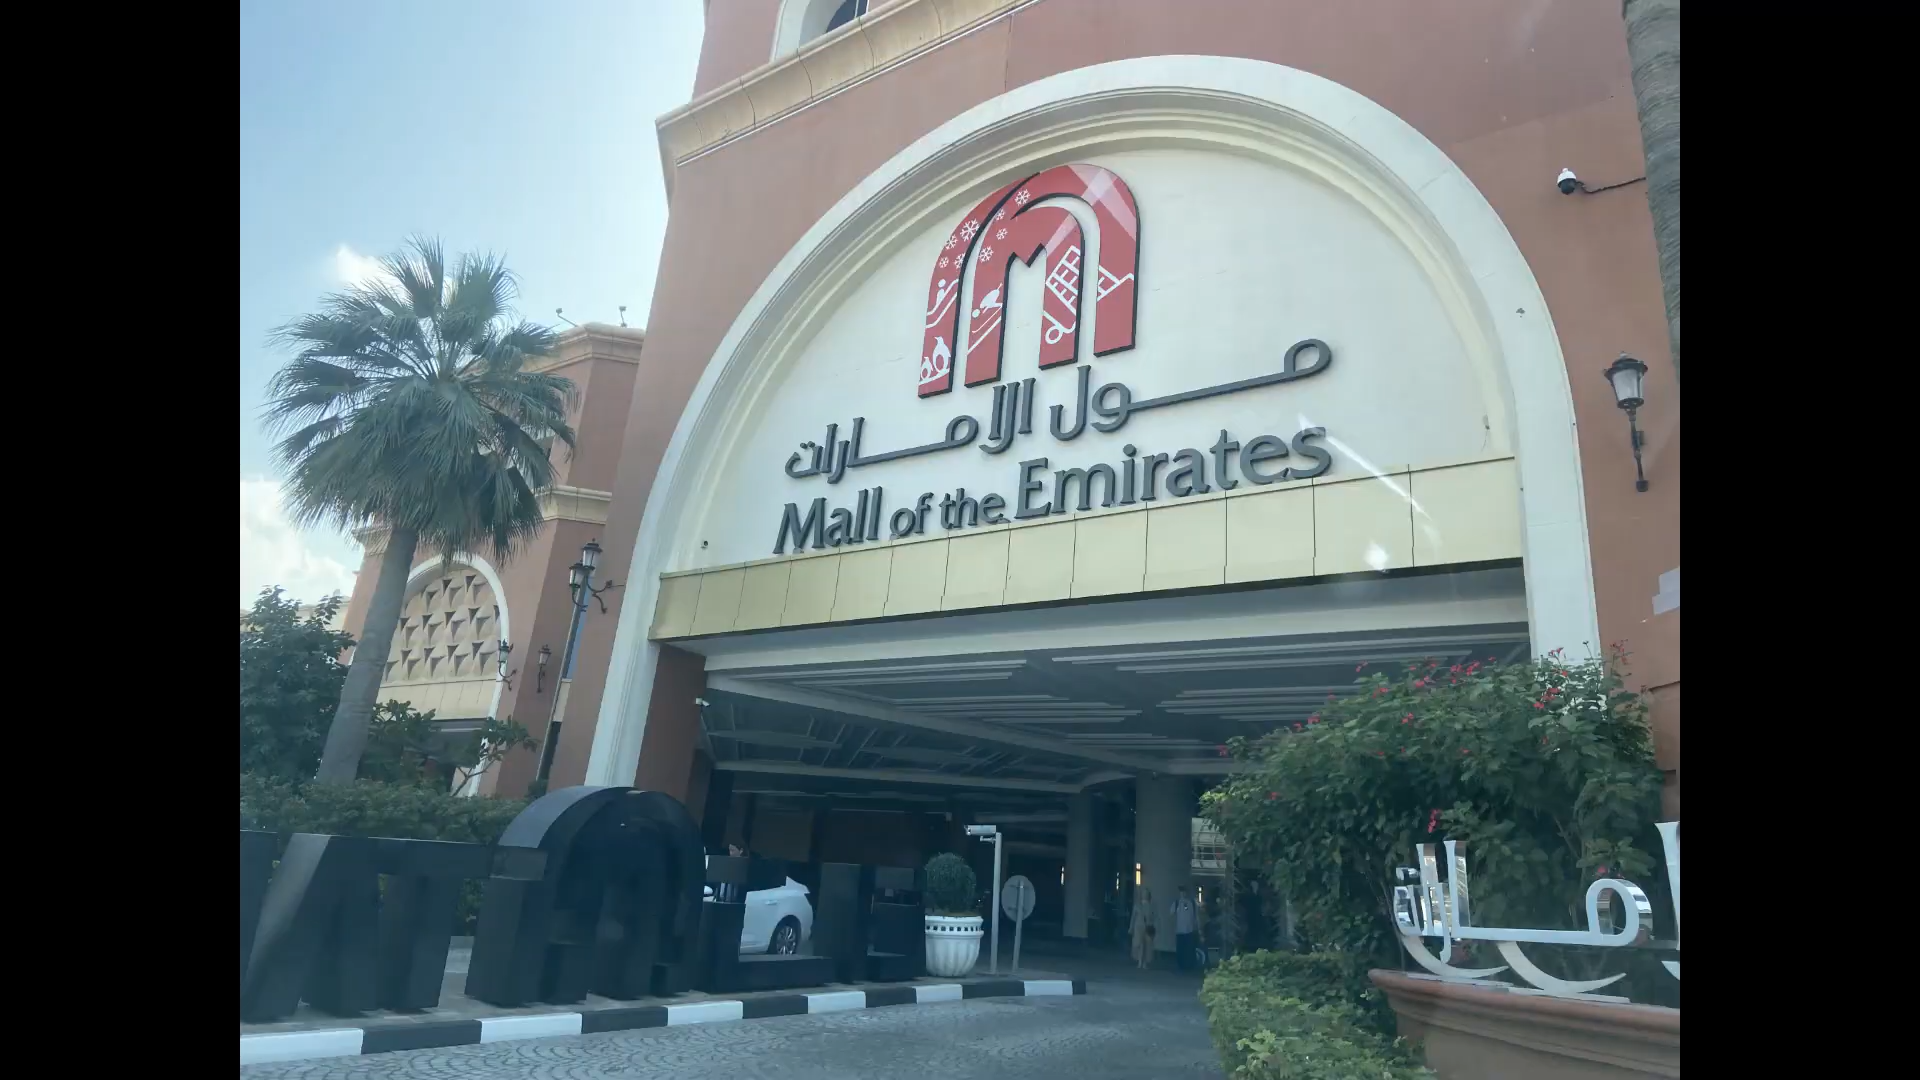 مول الإمارات
Mall of the Emirates